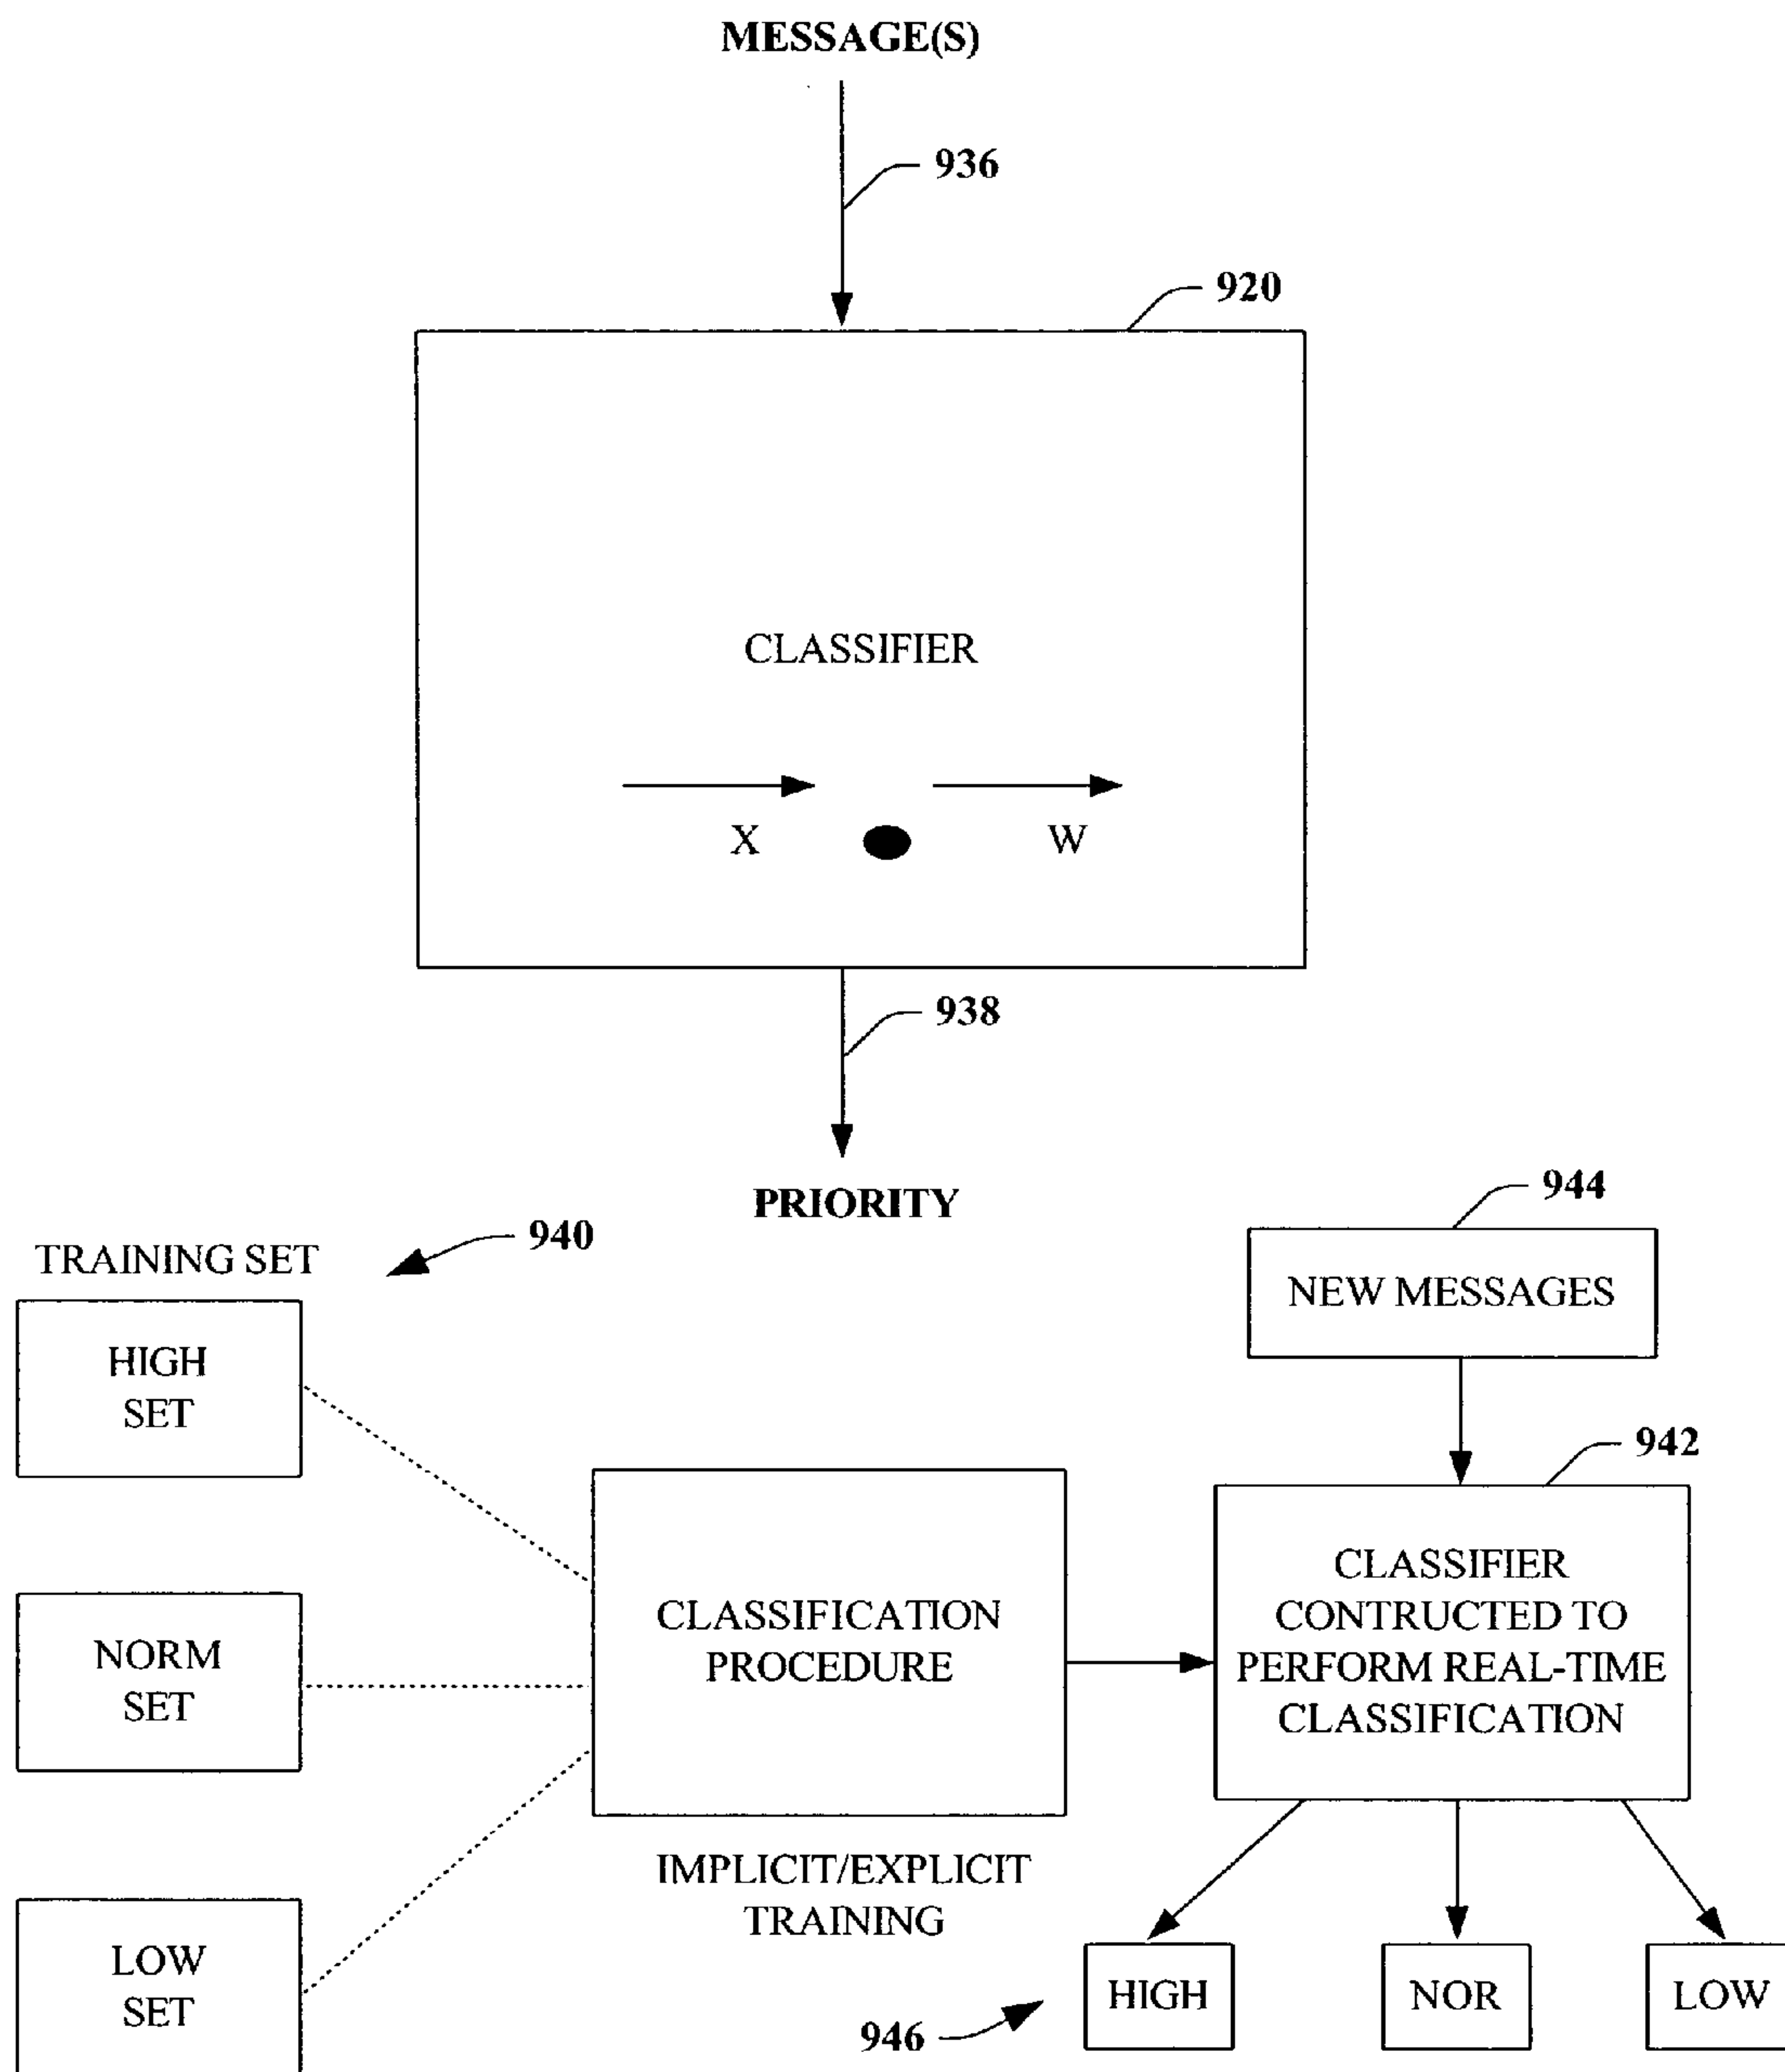 MESSAGE(S)
936
920
CLASSIFIER
X
W
938
PRIORITY
944
940
TRAINING SET
NEW MESSAGES
HIGH
SET
942
NORM
SET
CLASSIFICATION
PROCEDURE
CLASSIFIER
CONTRUCTED TO
PERFORM REAL-TIME
CLASSIFICATION
IMPLICIT/EXPLICIT
TRAINING
LOW
SET
HIGH
NOR
LOW
946